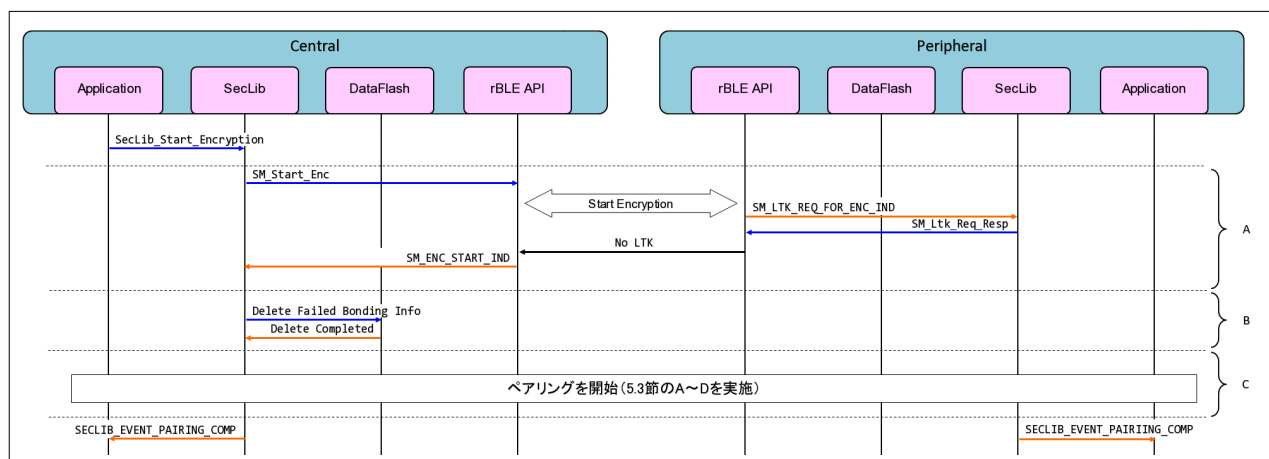 Central
Peripheral
Application
SecLib
DataFlash
rBLE API
rBLE API
DataFlash
SecLib
Application
SecLib_Start_Encryption
SM_Start_Enc
Start Encryption
SM_LTK_REQ_FOR_ENC_IND
SM_Ltk_Req_Resp
A
No LTK
SM_ENC_START_IND
Delete Failed Bonding Info
B
Delete Completed
C
ペアリングを開始(5.3節のA～Dを実施)
SECLIB_EVENT_PAIRING_COMP
SECLIB_EVENT_PAIRIING_COMP